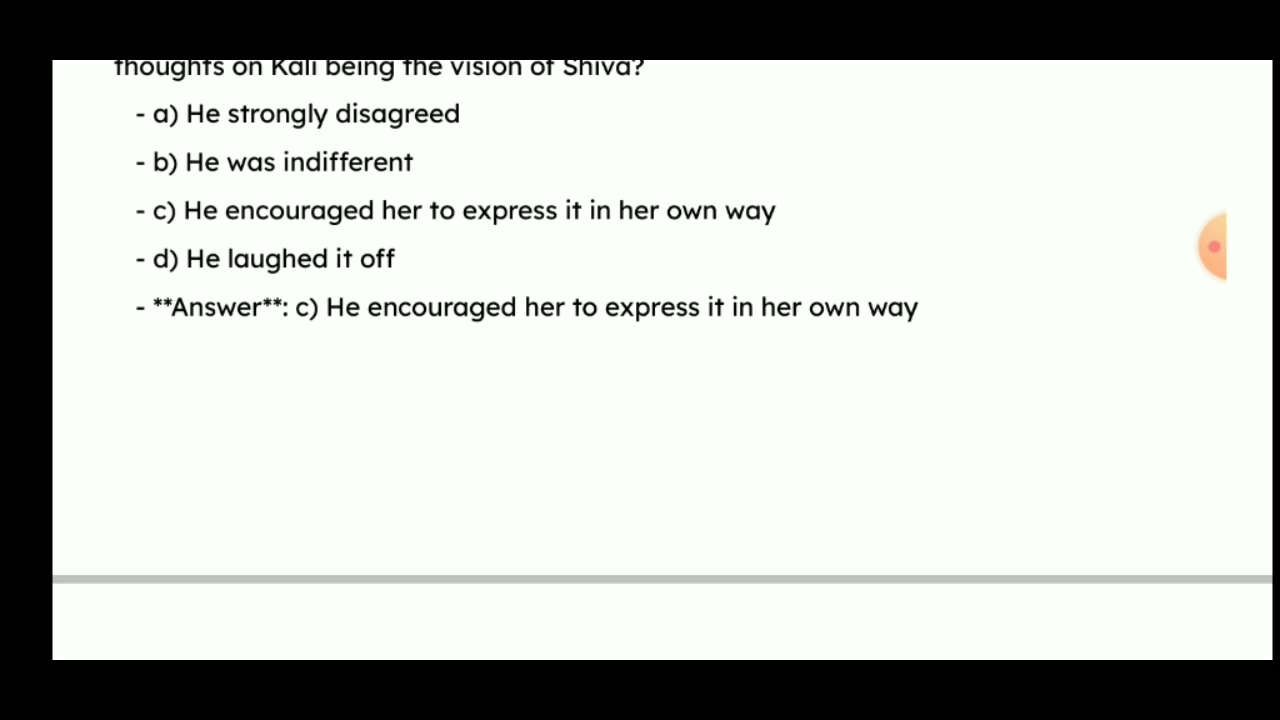 thoughts on Kali being the vision of Shiva?
- a) He strongly disagreed
- b) He was indifferent
- c) He encouraged her to express it in her own way
- d) He laughed it off
- **Answer**: c) He encouraged her to express it in her own way